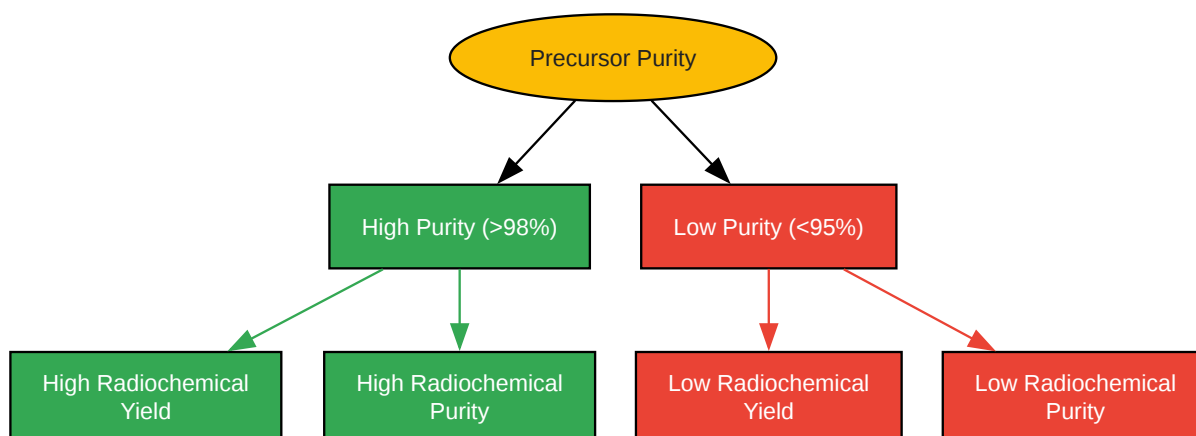 Precursor Purity
High Purity (>98%)
Low Purity (<95%)
High Radiochemical
Yield
High Radiochemical
Purity
Low Radiochemical
Yield
Low Radiochemical
Purity